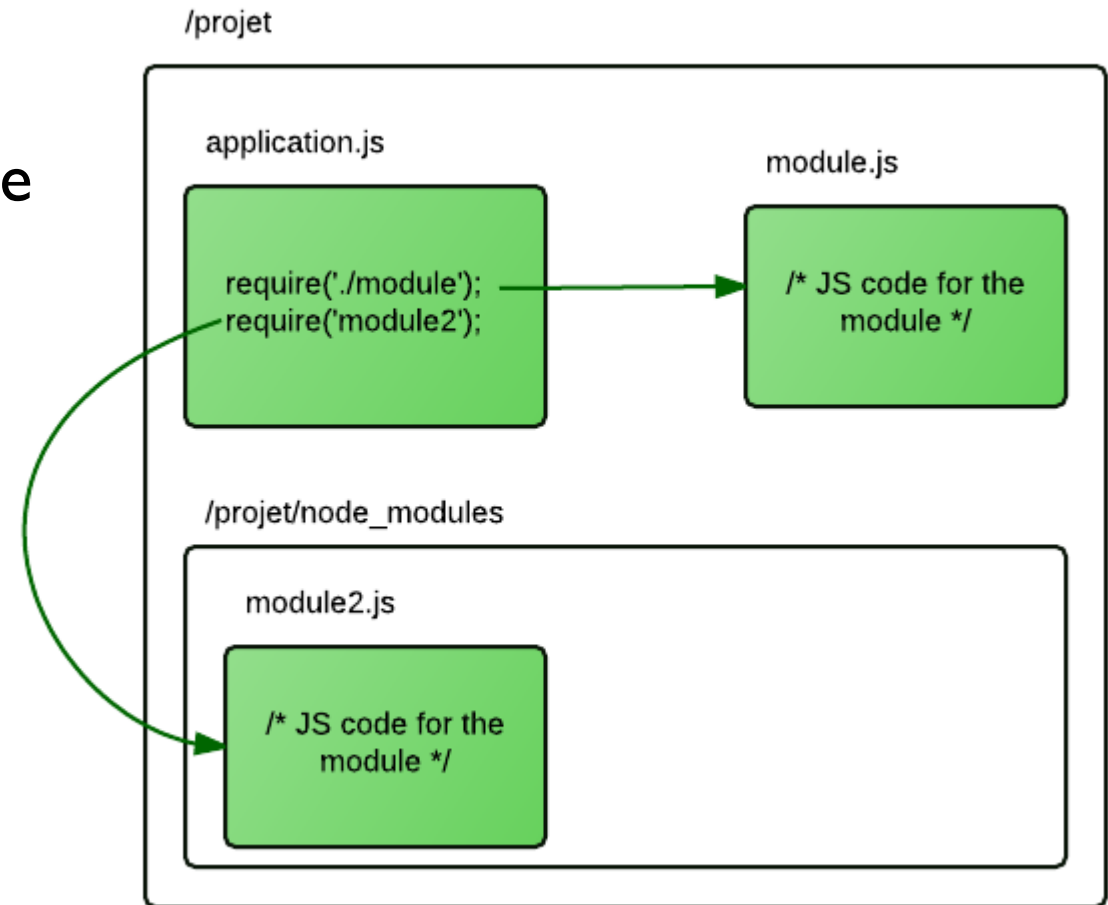 /projet
e
application.js
module.js
require('./module');
require('module2');
/* JS code for the
module */
/projet/node_modules
module2.js
/* JS code for the
module */